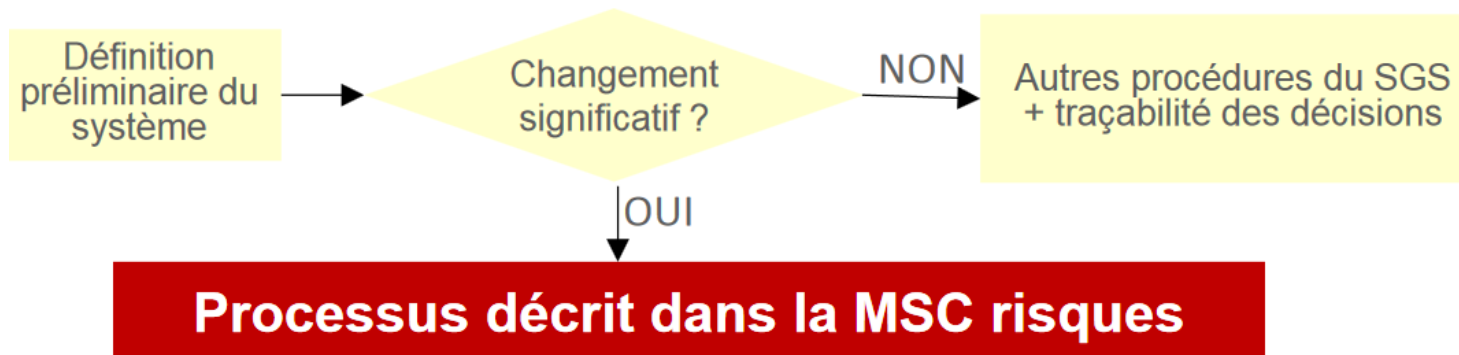 Définition
préliminaire du
système
Changement
significatif ?
NON
Autres procédures du SGS
+ traçabilité des décisions
OUI
Processus décrit dans la MSC risques